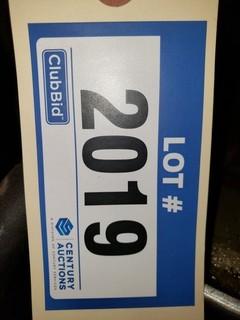 LOT #
2019
ClubBid
CENTURY
AUCTIONS